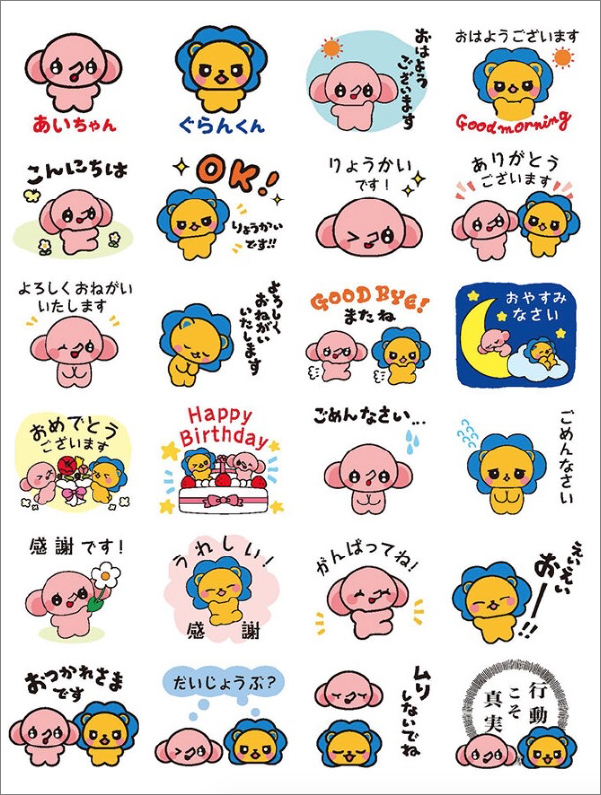 あいちゃん
ぐらんくん
おはよう
ございます
おはようございます
Good morning
こんにちは
OK!
りょうかい
です!!
りょうかい
です!
ありがとう
ございます
よろしくおねがい
いたします
よろしく
おねがい
いたします
GOOD BYE!
またね
おやすみ
なさい
おめでとう
ございます
Happy
Birthday
ごめんなさい...
ごめんなさい
感謝です!
うれしい!
感謝
がんばってね!
えいえい
おー!!
おつかれさま
です
だいじょうぶ?
ムリ
しないでね
行動
こそ
真実